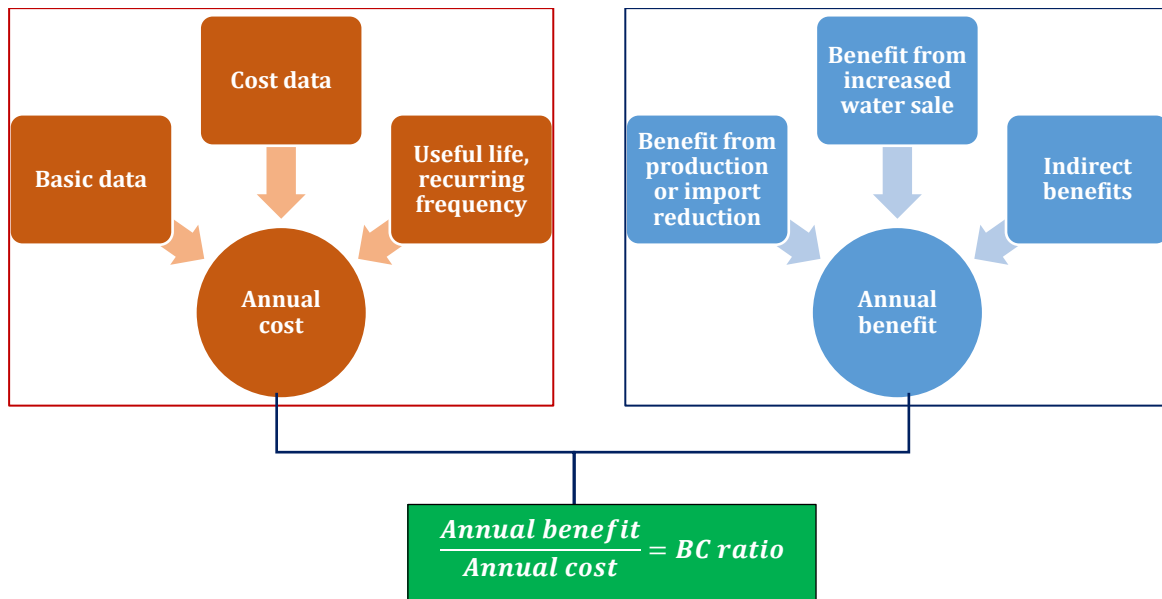 Cost data
Basic data
Useful life,
recurring
frequency
Annual
cost
Benefit from
increased
water sale
Benefit from
production
or import
reduction
Indirect
benefits
Annual
benefit
Annual benefit
Annual cost
= BC ratio